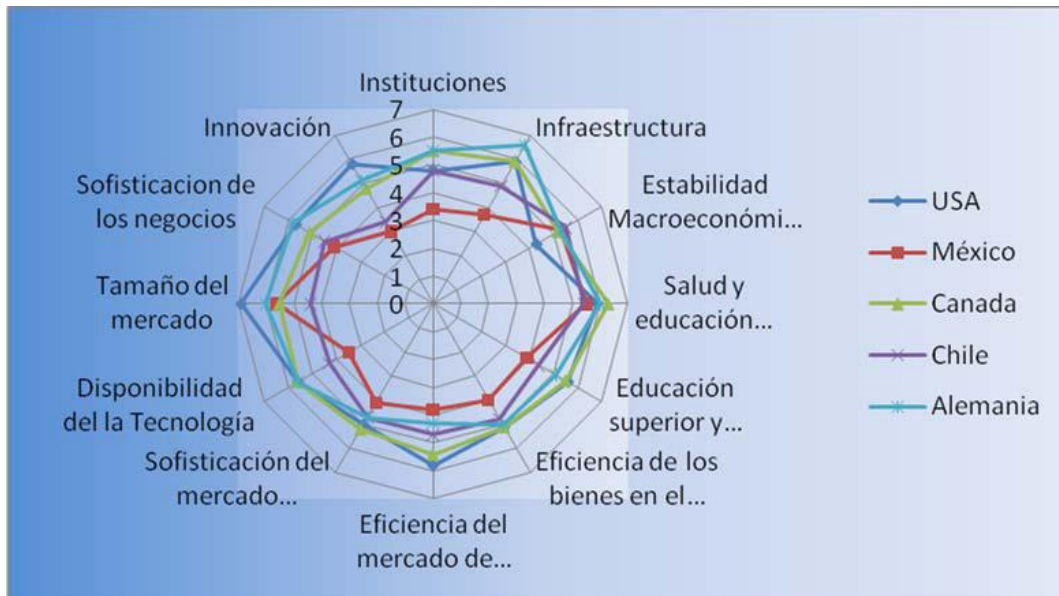 Instituciones
7
6
5
4
3
2
1
0
Infraestructura
Estabilidad
Macroeconómi...
Salud y
educación...
Educación
superior y...
Eficiencia de los
bienes en el...
Eficiencia del
mercado de...
Sofisticación del
mercado...
Disponibilidad
del la Tecnología
Tamaño del
mercado
Sofisticacion de
los negocios
Innovación
USA
México
Canada
Chile
Alemania